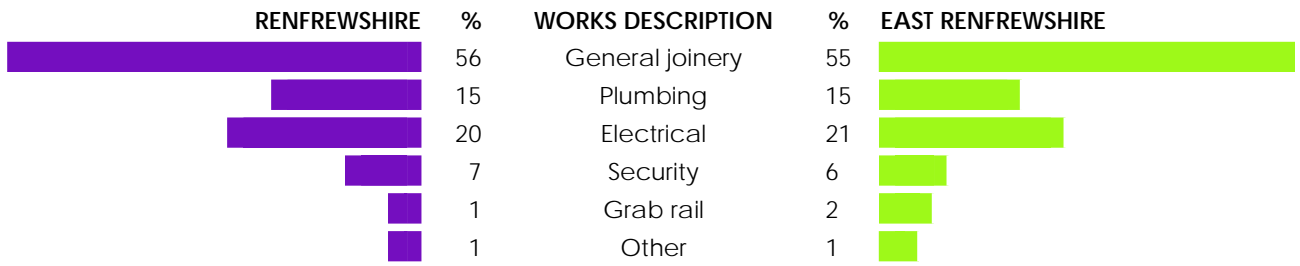 RENFREWSHIRE % WORKS DESCRIPTION % EAST RENFREWSHIRE
56 General joinery 55
15 Plumbing 15
20 Electrical 21
7 Security 6
1 Grab rail 2
1 Other 1